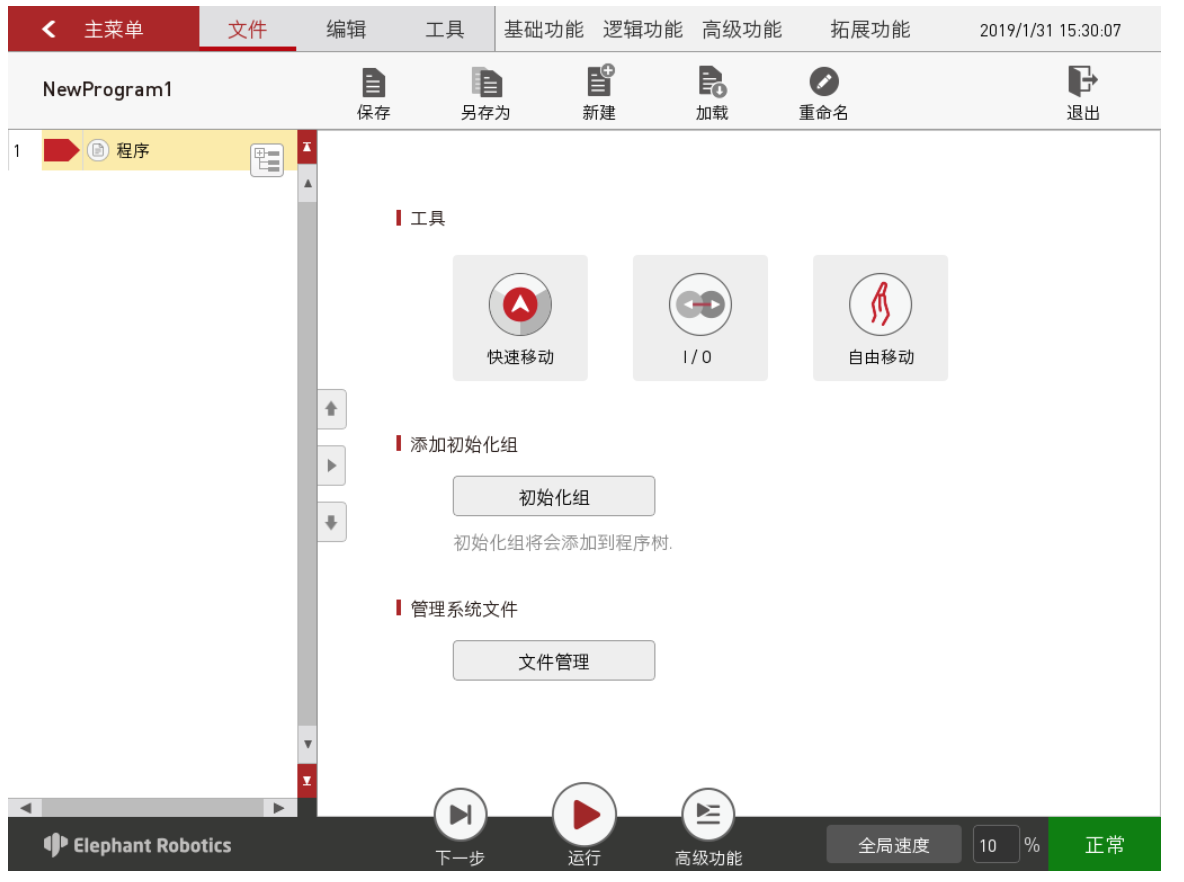 主菜单 文件 编辑 工具 基础功能 逻辑功能 高级功能 拓展功能 2019/1/31 15:30:07
NewProgram1
保存 另存为 新建 加载 重命名 退出
1 程序
工具
快速移动 I / O 自由移动
添加初始化组
初始化组
初始化组将会添加到程序树.
管理系统文件
文件管理
Elephant Robotics
下一步 运行 高级功能
全局速度 10 % 正常